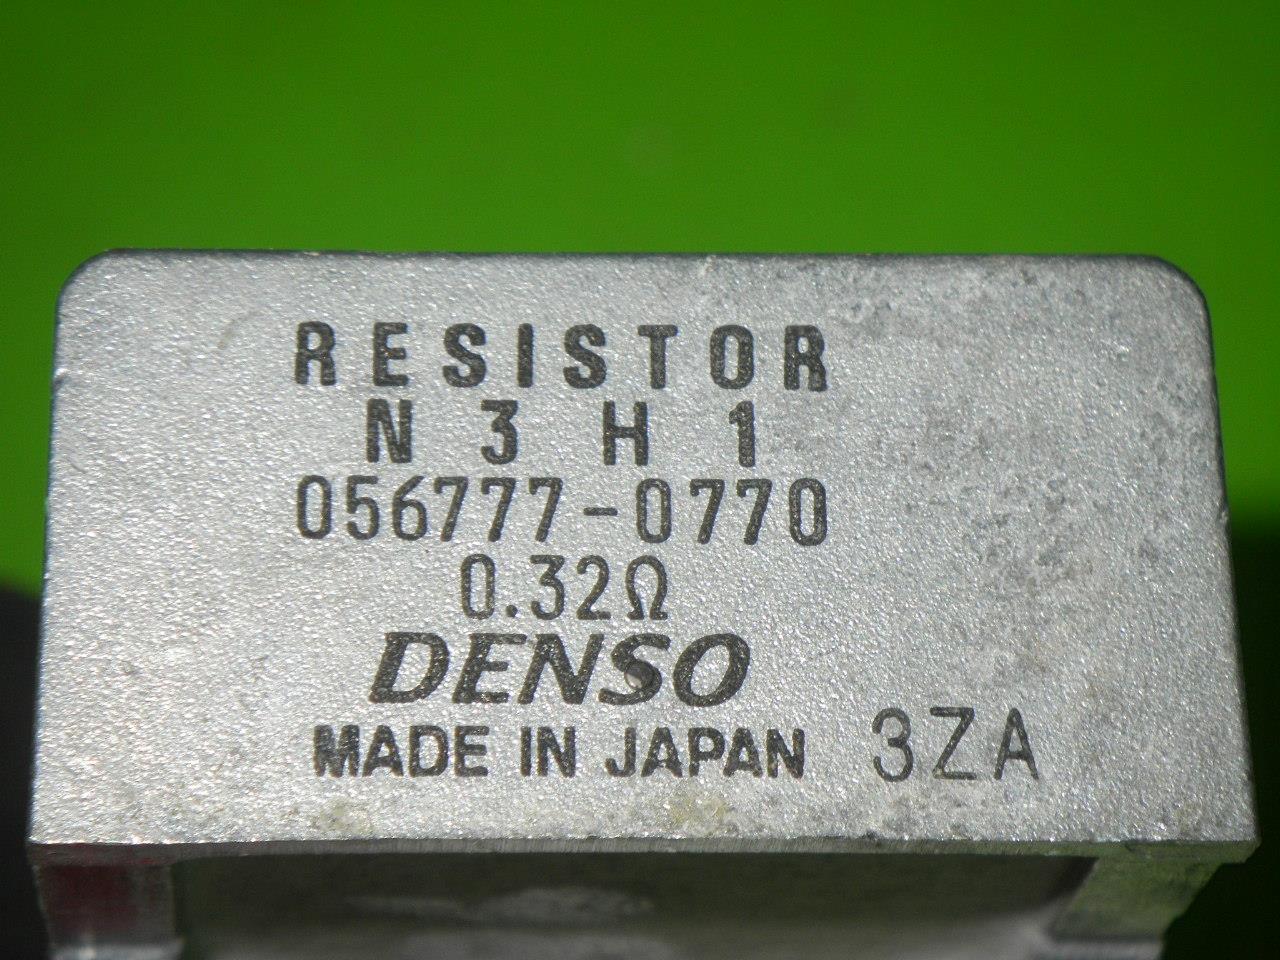 RESISTOR
N3H1
056777-0770
0.32Ω
DENSO
MADE IN JAPAN 3ZA